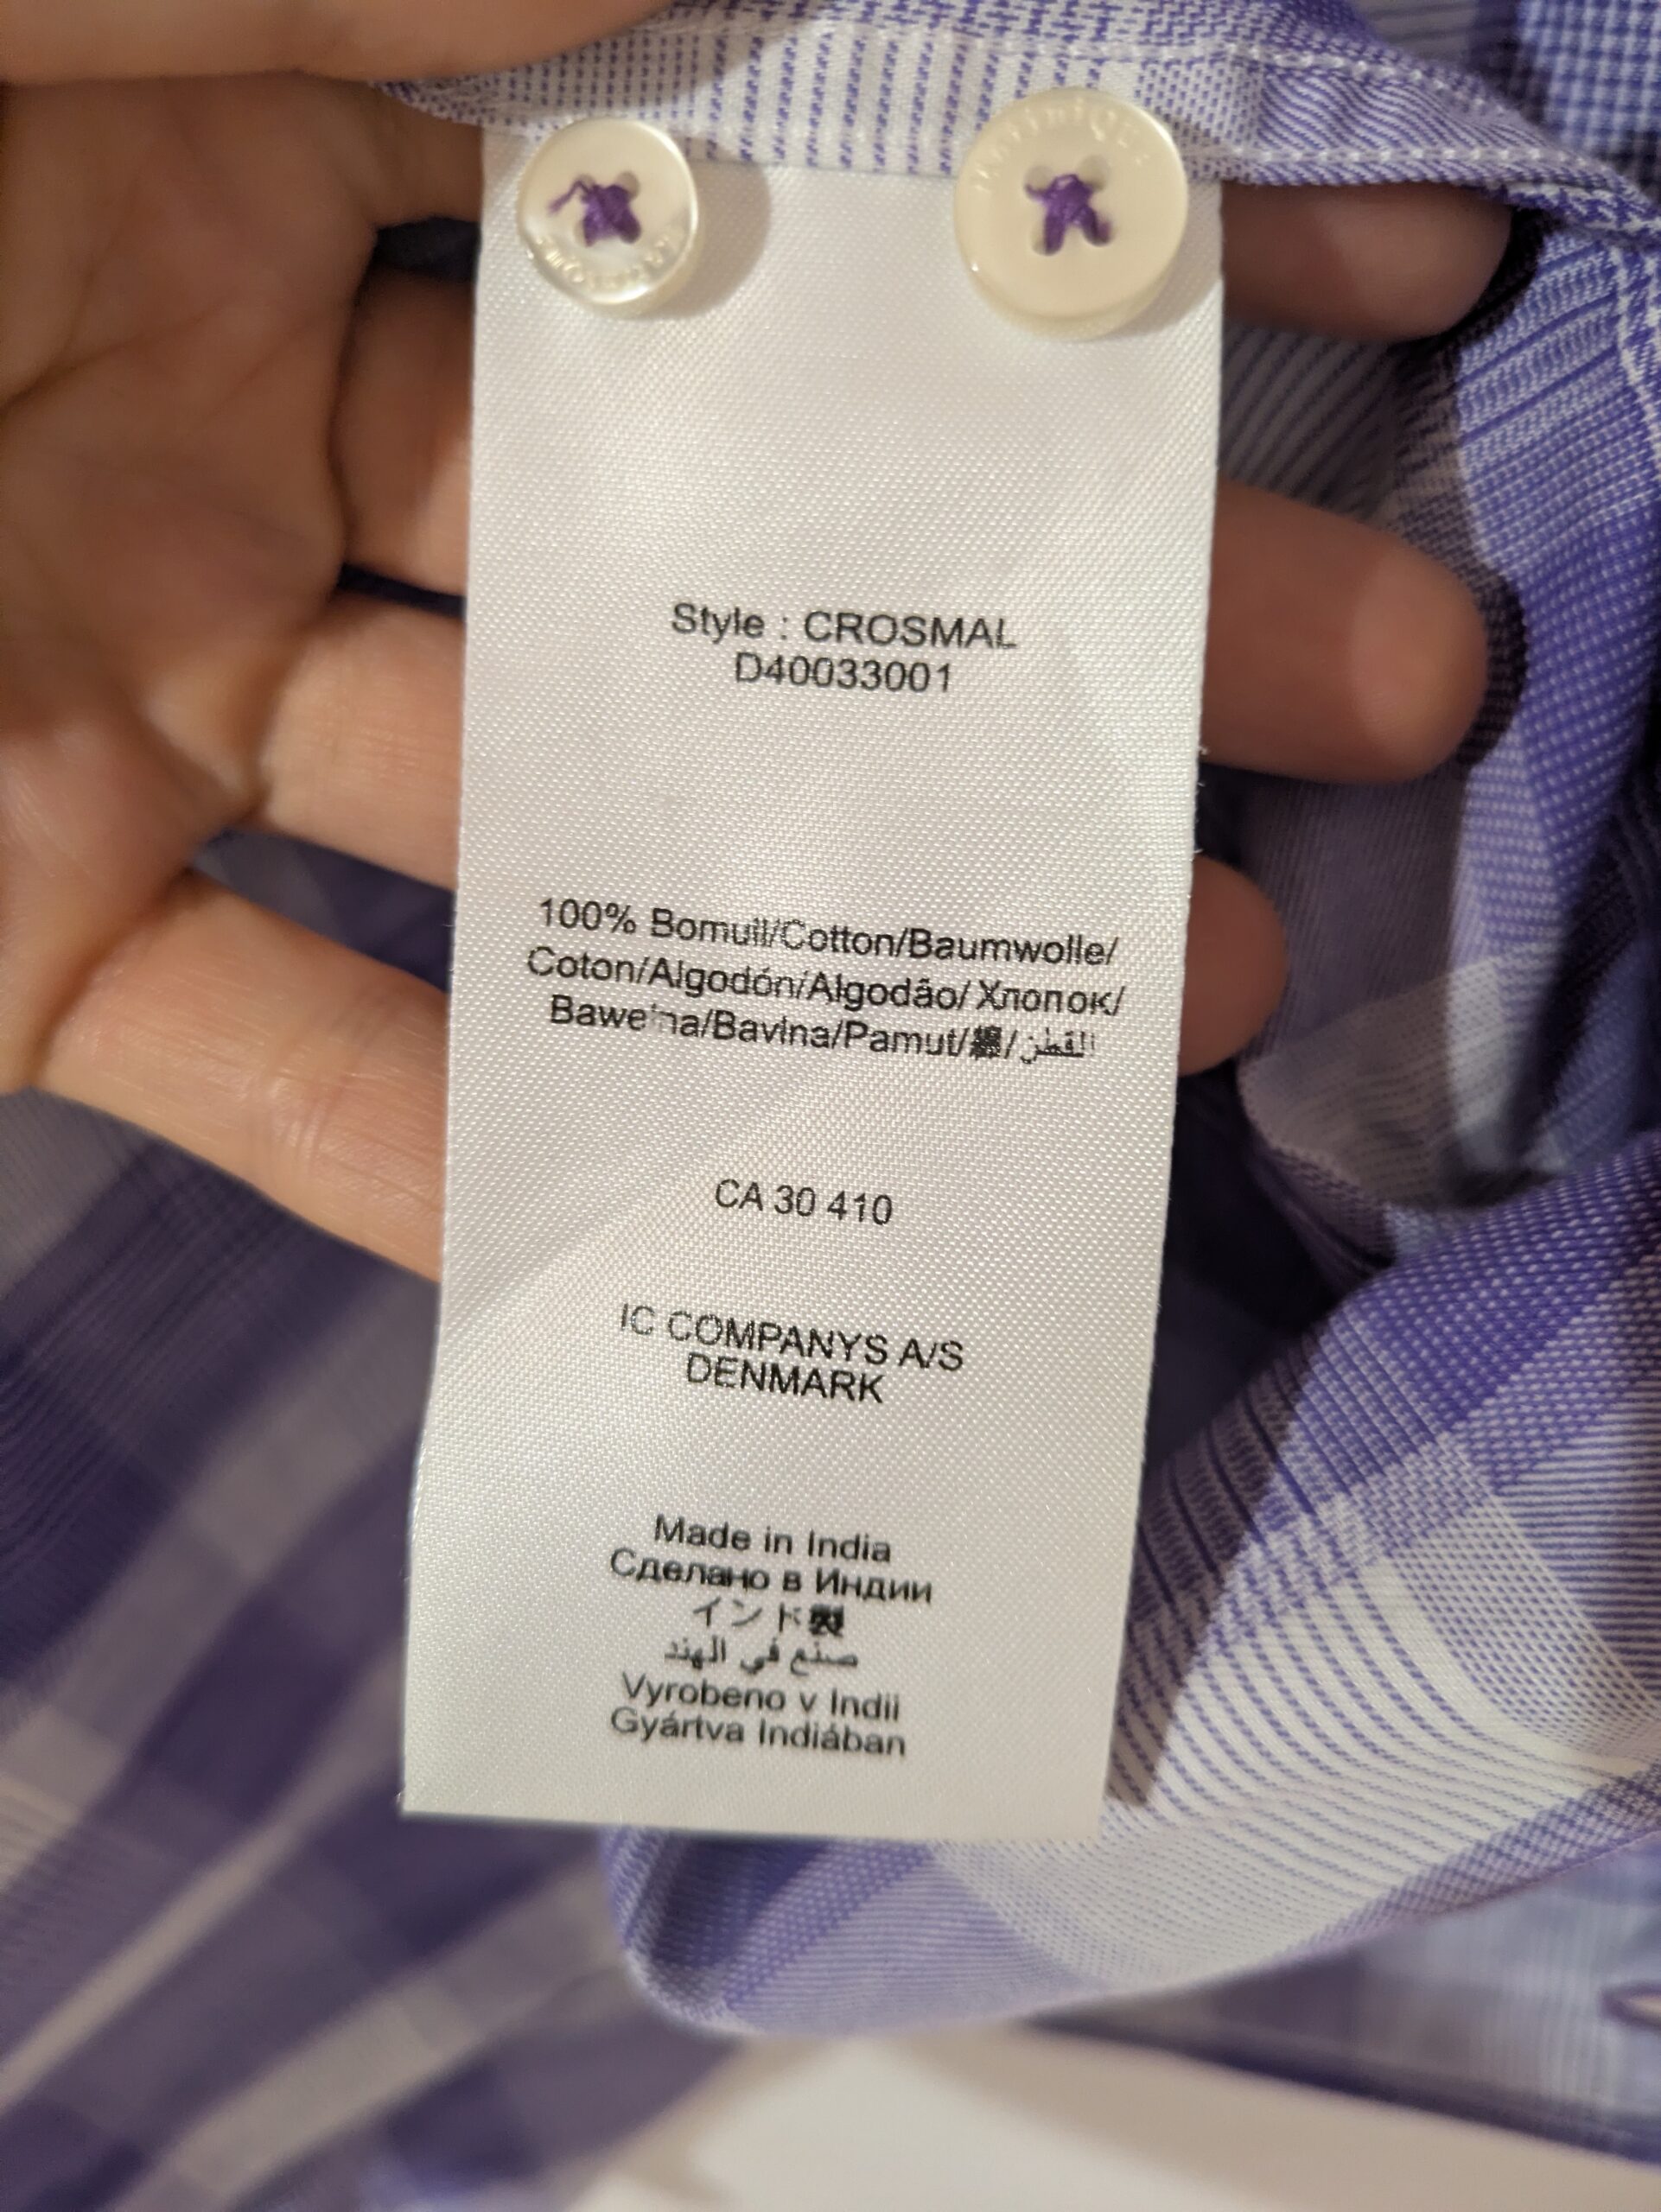 MartiniQUE
Style : CROSMAL
D40033001
100% Bomull/Cotton/Baumwolle/
Coton/Algodón/Algodão/Хлопок/
Bawełna/Bavlna/Pamut/綿/القطن
CA 30 410
IC COMPANYS A/S
DENMARK
Made in India
Сделано в Индии
インド製
صنع في الهند
Vyrobeno v Indii
Gyártva Indiában